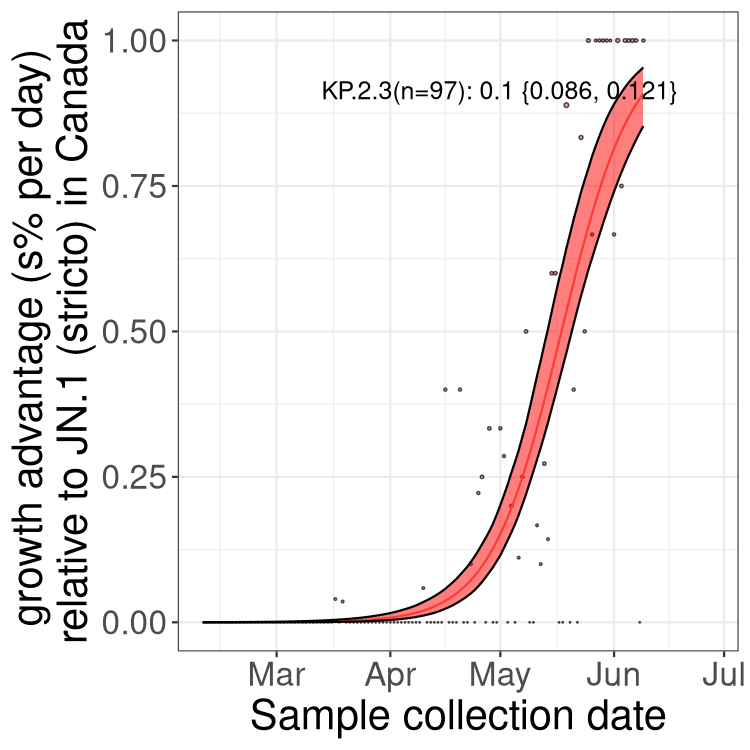 growth advantage (s% per day)
relative to JN.1 (stricto) in Canada
1.00
0.75
0.50
0.25
0.00
KP.2.3(n=97): 0.1 {0.086, 0.121}
Mar Apr May Jun Jul
Sample collection date